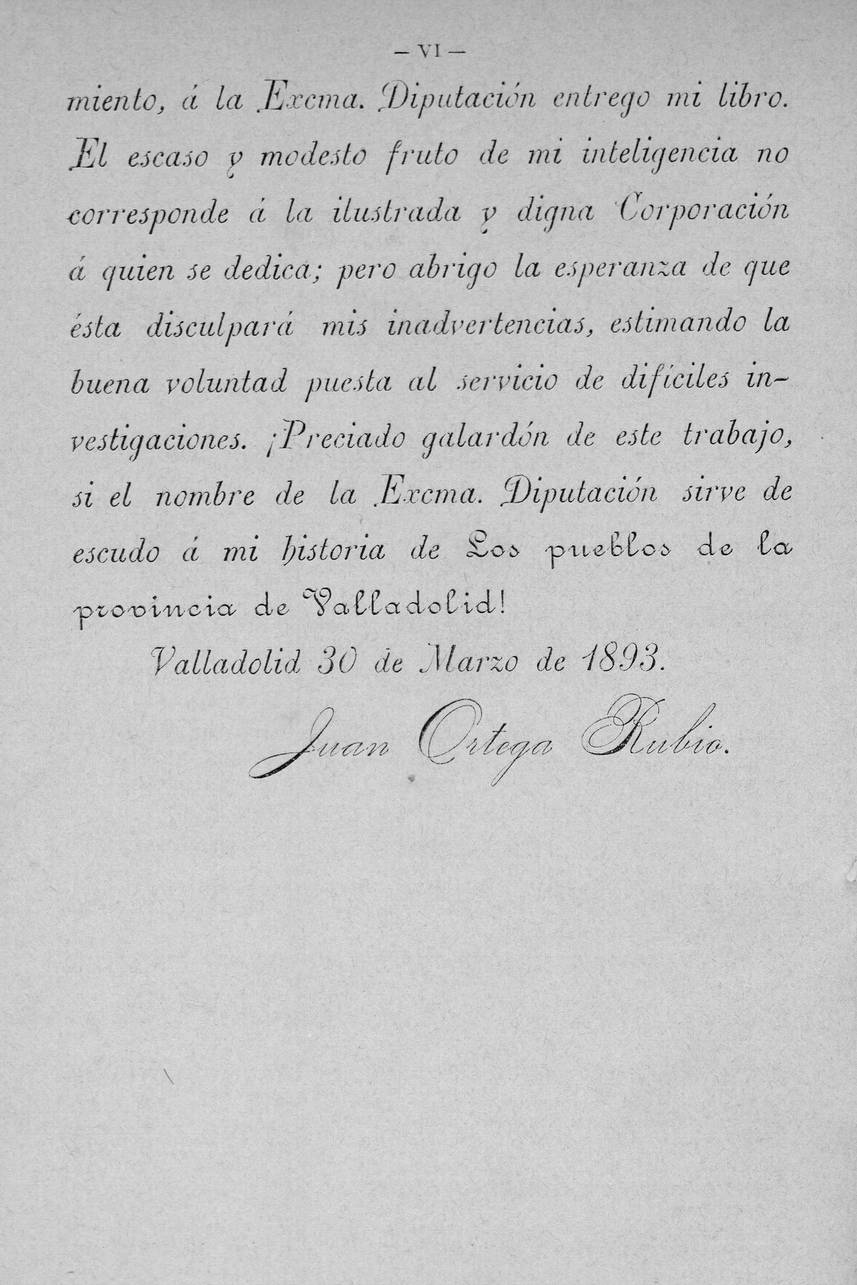 — VI —
miento, á la Excma. Diputación entrego mi libro.
El escaso y modesto fruto de mi inteligencia no
corresponde á la ilustrada y digna Corporación
á quien se dedica; pero abrigo la esperanza de que
ésta disculpará mis inadvertencias, estimando la
buena voluntad puesta al servicio de difíciles in-
vestigaciones. ¡Preciado galardón de este trabajo,
si el nombre de la Excma. Diputación sirve de
escudo á mi historia de Los pueblos de la
provincia de Valladolid!
Valladolid 30 de Marzo de 1893.
Juan Ortega Rubio.